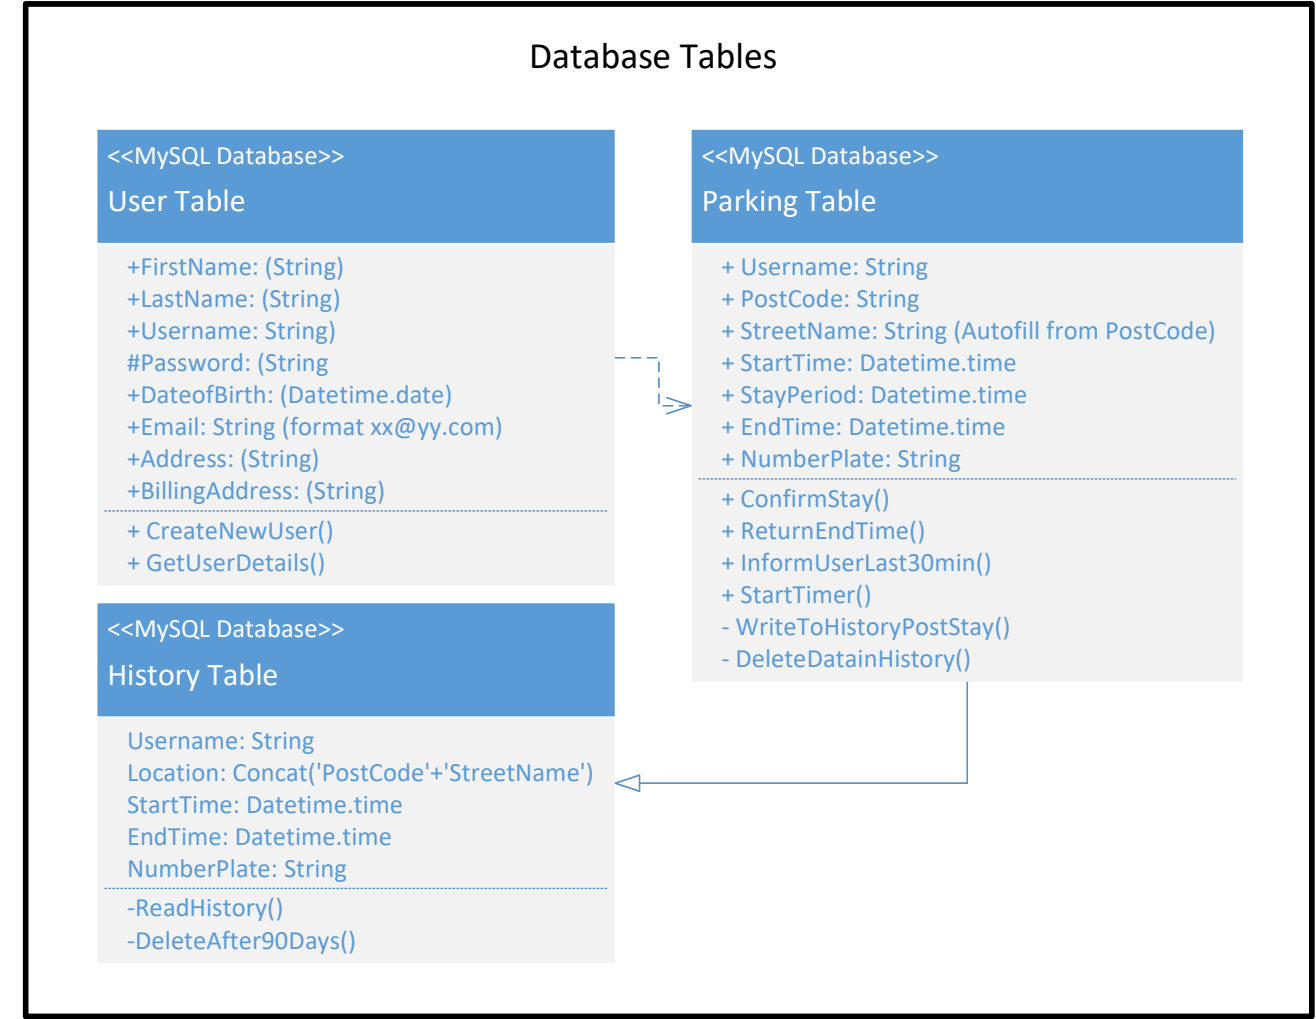 Database Tables
<<MySQL Database>>
User Table
+FirstName: (String)
+LastName: (String)
+Username: String)
#Password: (String
+DateofBirth: (Datetime.date)
+Email: String (format xx@yy.com)
+Address: (String)
+BillingAddress: (String)
+ CreateNewUser()
+ GetUserDetails()
<<MySQL Database>>
Parking Table
+ Username: String
+ PostCode: String
+ StreetName: String (Autofill from PostCode)
+ StartTime: Datetime.time
+ StayPeriod: Datetime.time
+ EndTime: Datetime.time
+ NumberPlate: String
+ ConfirmStay()
+ ReturnEndTime()
+ InformUserLast30min()
+ StartTimer()
- WriteToHistoryPostStay()
- DeleteDatainHistory()
<<MySQL Database>>
History Table
Username: String
Location: Concat('PostCode'+'StreetName')
StartTime: Datetime.time
EndTime: Datetime.time
NumberPlate: String
-ReadHistory()
-DeleteAfter90Days()